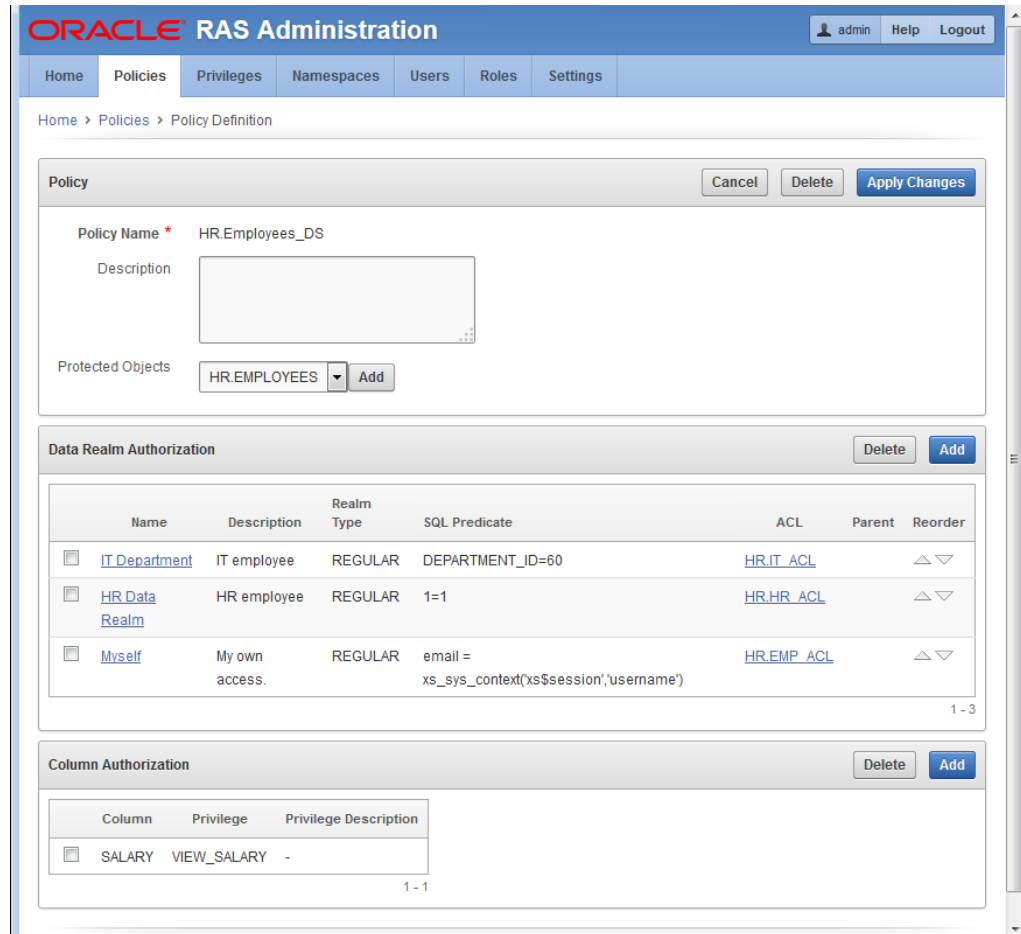 ORACLE® RAS Administration
admin Help Logout
Home Policies Privileges Namespaces Users Roles Settings
Home > Policies > Policy Definition
Policy Cancel Delete Apply Changes
Policy Name * HR.Employees_DS
Description
Protected Objects HR.EMPLOYEES Add
Data Realm Authorization Delete Add
Name Description Realm Type SQL Predicate ACL Parent Reorder
IT Department IT employee REGULAR DEPARTMENT_ID=60 HR.IT_ACL
HR Data Realm HR employee REGULAR 1=1 HR.HR_ACL
Myself My own access. REGULAR email = xs_sys_context('xs$session','username') HR.EMP_ACL
1 - 3
Column Authorization Delete Add
Column Privilege Privilege Description
SALARY VIEW_SALARY -
1 - 1